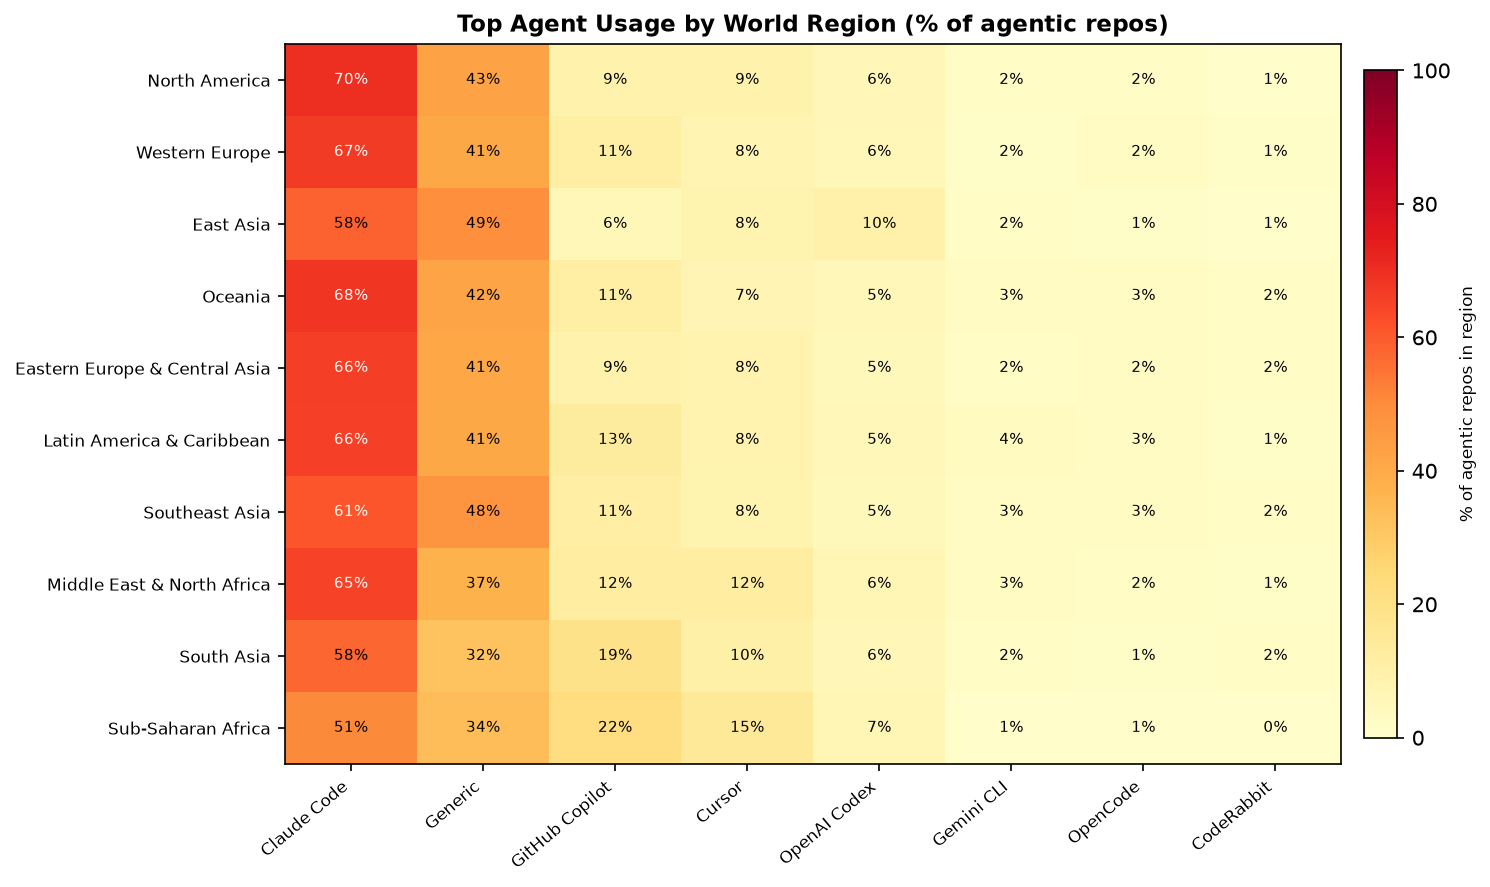 Top Agent Usage by World Region (% of agentic repos)
North America 70% 43% 9% 9% 6% 2% 2% 1%
Western Europe 67% 41% 11% 8% 6% 2% 2% 1%
East Asia 58% 49% 6% 8% 10% 2% 1% 1%
Oceania 68% 42% 11% 7% 5% 3% 3% 2%
Eastern Europe & Central Asia 66% 41% 9% 8% 5% 2% 2% 2%
Latin America & Caribbean 66% 41% 13% 8% 5% 4% 3% 1%
Southeast Asia 61% 48% 11% 8% 5% 3% 3% 2%
Middle East & North Africa 65% 37% 12% 12% 6% 3% 2% 1%
South Asia 58% 32% 19% 10% 6% 2% 1% 2%
Sub-Saharan Africa 51% 34% 22% 15% 7% 1% 1% 0%
Claude Code
Generic
GitHub Copilot
Cursor
OpenAI Codex
Gemini CLI
OpenCode
CodeRabbit
100
80
60
40
20
0
% of agentic repos in region